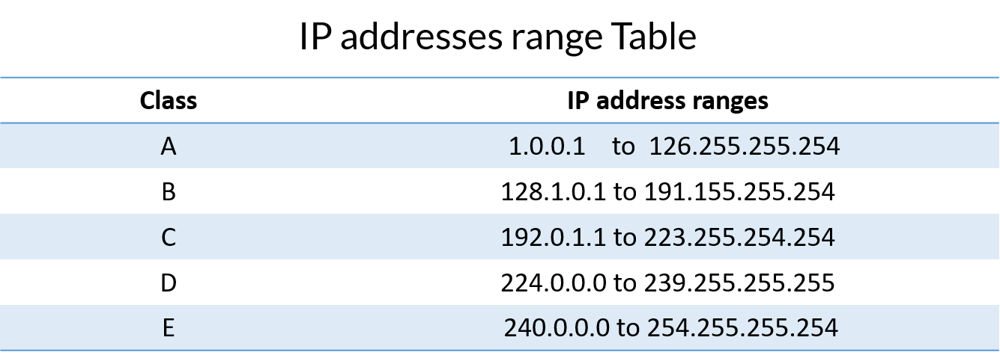 IP addresses range Table
Class IP address ranges
A 1.0.0.1 to 126.255.255.254
B 128.1.0.1 to 191.155.255.254
C 192.0.1.1 to 223.255.254.254
D 224.0.0.0 to 239.255.255.255
E 240.0.0.0 to 254.255.255.254